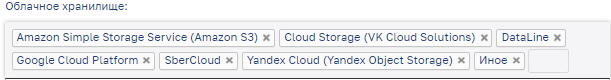 Облачное хранилище:
Amazon Simple Storage Service (Amazon S3) × Cloud Storage (VK Cloud Solutions) × DataLine ×
Google Cloud Platform × SberCloud × Yandex Cloud (Yandex Object Storage) × Иное ×